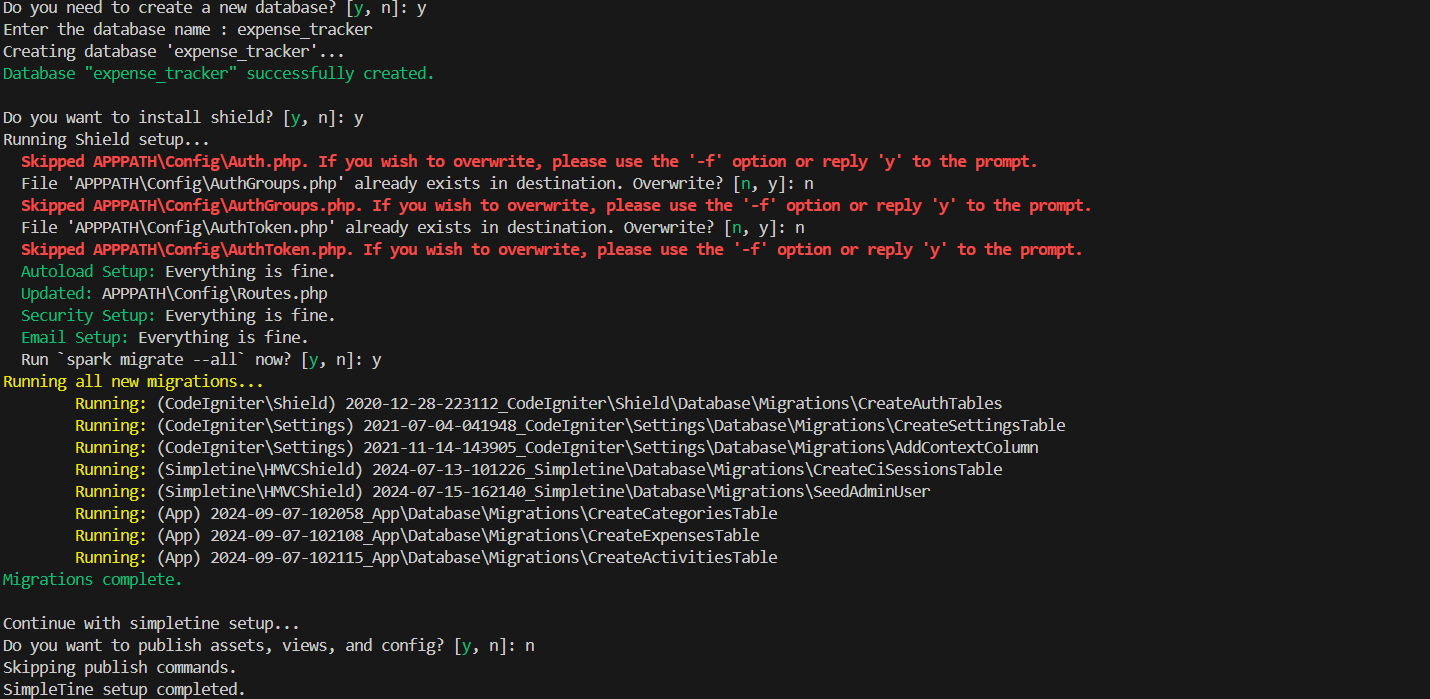 Do you need to create a new database? [y, n]: y
Enter the database name : expense_tracker
Creating database 'expense_tracker'...
Database "expense_tracker" successfully created.
Do you want to install shield? [y, n]: y
Running Shield setup...
Skipped APPPATH\Config\Auth.php. If you wish to overwrite, please use the '-f' option or reply 'y' to the prompt.
File 'APPPATH\Config\AuthGroups.php' already exists in destination. Overwrite? [n, y]: n
Skipped APPPATH\Config\AuthGroups.php. If you wish to overwrite, please use the '-f' option or reply 'y' to the prompt.
File 'APPPATH\Config\AuthToken.php' already exists in destination. Overwrite? [n, y]: n
Skipped APPPATH\Config\AuthToken.php. If you wish to overwrite, please use the '-f' option or reply 'y' to the prompt.
Autoload Setup: Everything is fine.
Updated: APPPATH\Config\Routes.php
Security Setup: Everything is fine.
Email Setup: Everything is fine.
Run `spark migrate --all` now? [y, n]: y
Running all new migrations...
Running: (CodeIgniter\Shield) 2020-12-28-223112_CodeIgniter\Shield\Database\Migrations\CreateAuthTables
Running: (CodeIgniter\Settings) 2021-07-04-041948_CodeIgniter\Settings\Database\Migrations\CreateSettingsTable
Running: (CodeIgniter\Settings) 2021-11-14-143905_CodeIgniter\Settings\Database\Migrations\AddContextColumn
Running: (Simpletine\HMVCShield) 2024-07-13-101226_Simpletine\Database\Migrations\CreateCiSessionsTable
Running: (Simpletine\HMVCShield) 2024-07-15-162140_Simpletine\Database\Migrations\SeedAdminUser
Running: (App) 2024-09-07-102058_App\Database\Migrations\CreateCategoriesTable
Running: (App) 2024-09-07-102108_App\Database\Migrations\CreateExpensesTable
Running: (App) 2024-09-07-102115_App\Database\Migrations\CreateActivitiesTable
Migrations complete.
Continue with simpletine setup...
Do you want to publish assets, views, and config? [y, n]: n
Skipping publish commands.
SimpleTine setup completed.